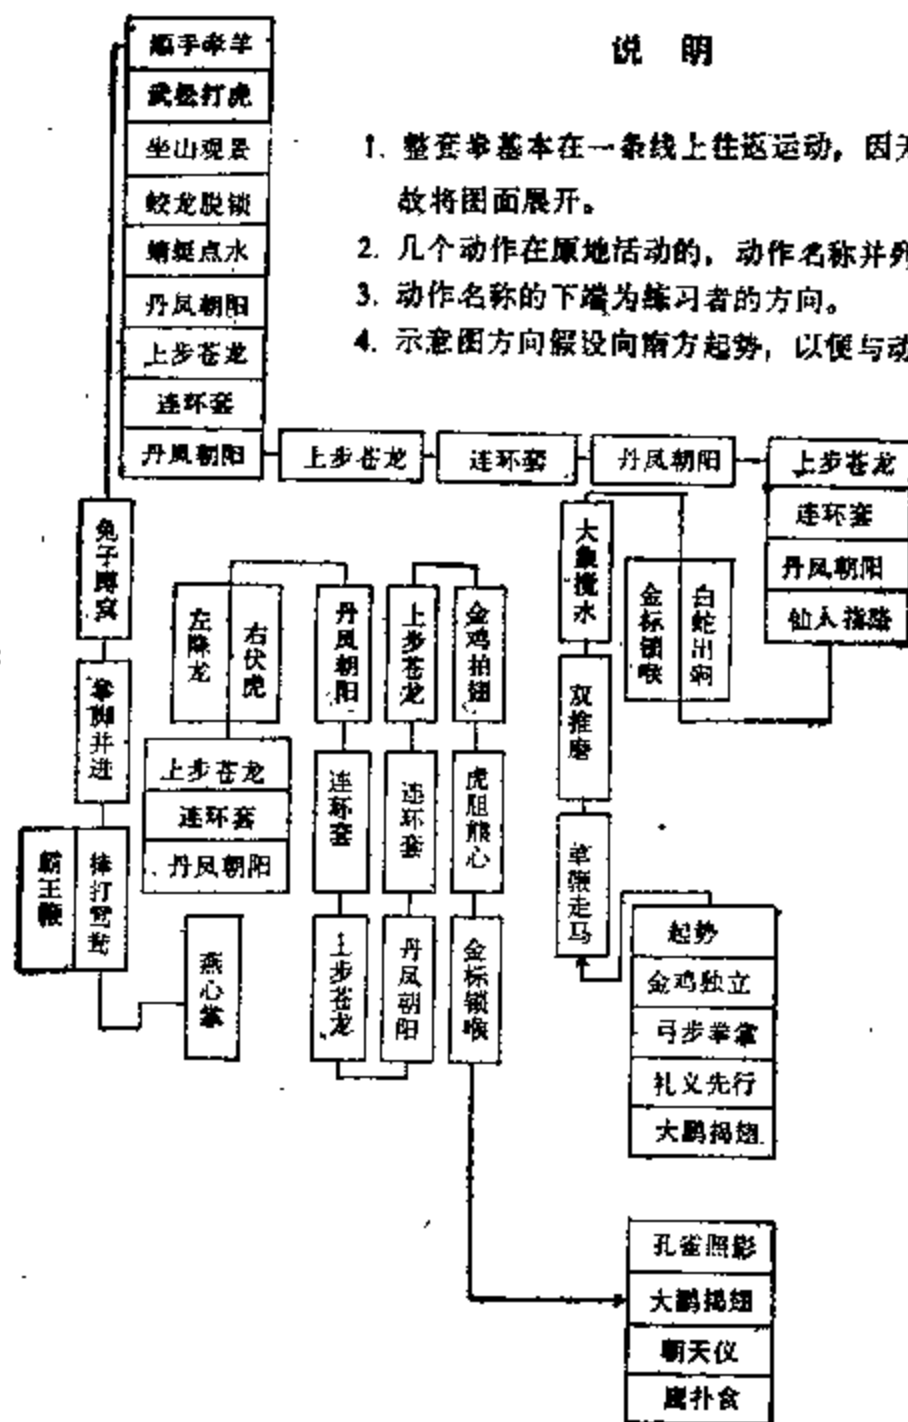 说 明
1. 整套拳基本在一条线上往返运动，因
故将图面展开。
2. 几个动作在原地活动的，动作名称并列
3. 动作名称的下端为练习者的方向。
4. 示意图方向假设向南方起势，以便与动
顺手牵羊
武松打虎
坐山观景
蛟龙脱锁
蜻蜓点水
丹凤朝阳
上步苍龙
连环套
丹凤朝阳
上步苍龙
连环套
丹凤朝阳
上步苍龙
连环套
丹凤朝阳
仙人指路
兔子蹲窝
掌脚并进
霸王鞭
棒打鸳鸯
燕心掌
左降龙
右伏虎
上步苍龙
连环套
丹凤朝阳
丹凤朝阳
连环套
上步苍龙
上步苍龙
连环套
丹凤朝阳
金鸡拍翅
虎胆熊心
金标锁喉
大象搅水
双推磨
单鞭走马
金标锁喉
白蛇出洞
起势
金鸡独立
弓步拳掌
礼义先行
大鹏揭翅
孔雀照影
大鹏揭翅
朝天仪
鹰扑食